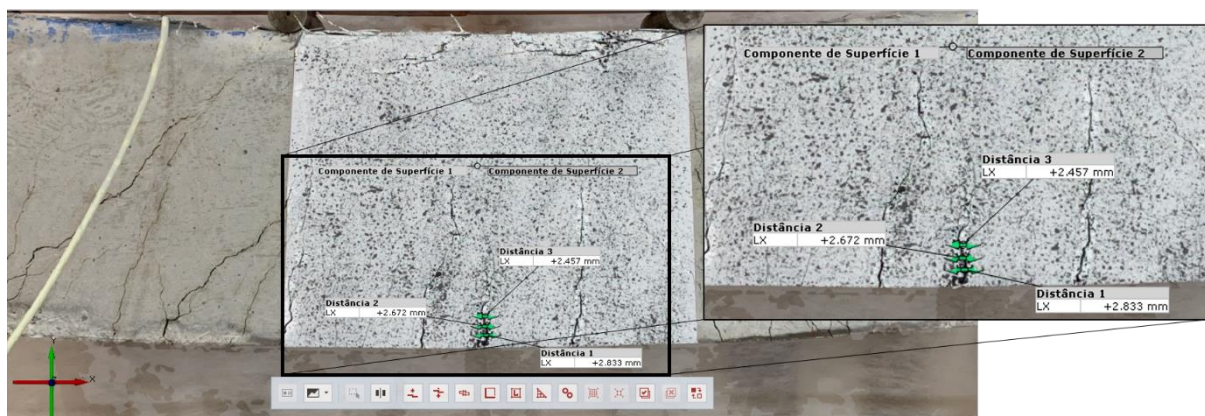 Componente de Superfície 1
Componente de Superfície 2
Distância 3
LX +2.457 mm
Distância 2
LX +2.672 mm
Distância 1
LX +2.833 mm
Componente de Superfície 1
Componente de Superfície 2
Distância 3
LX +2.457 mm
Distância 2
LX +2.672 mm
Distância 1
LX +2.833 mm
Y
X